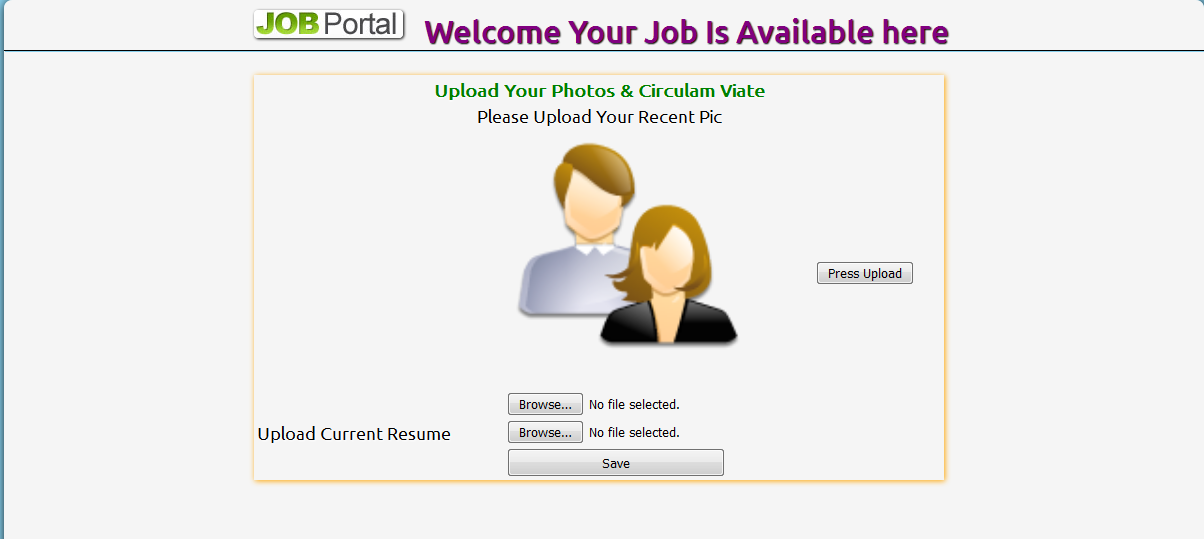 JOB Portal
Welcome Your Job Is Available here
Upload Your Photos & Circulam Viate
Please Upload Your Recent Pic
Press Upload
Browse... No file selected.
Upload Current Resume Browse... No file selected.
Save